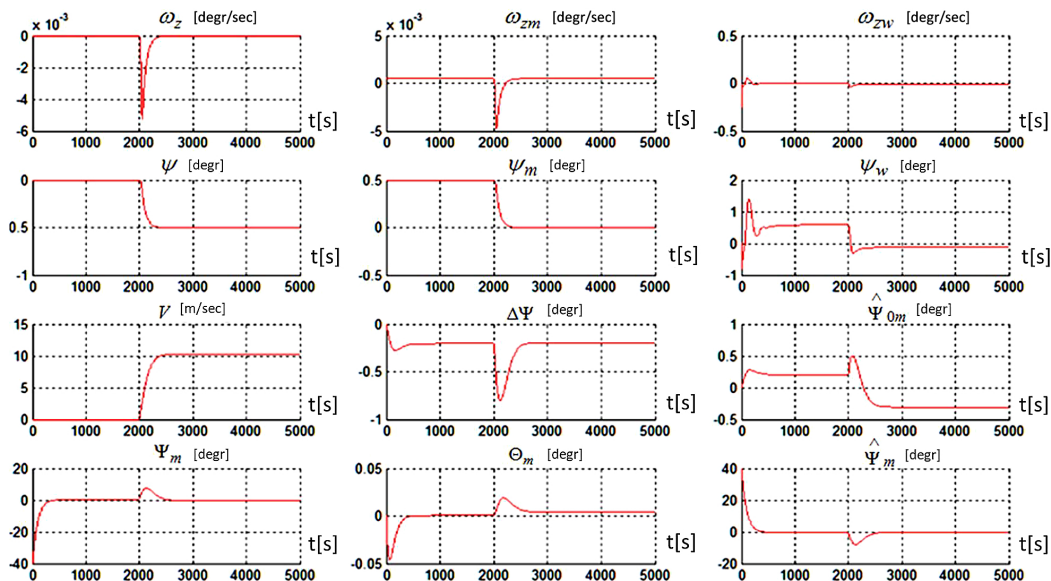 ω_z [degr/sec] ω_zm [degr/sec] ω_zw [degr/sec]
x 10⁻³ x 10⁻³
0 5 0.5
-2
-4 0 0
-6 -5 -0.5
t[s] t[s] t[s]
0 1000 2000 3000 4000 5000 0 1000 2000 3000 4000 5000 0 1000 2000 3000 4000 5000
ψ [degr] ψ_m [degr] ψ_w [degr]
0 0.5 2
1
0.5 0 0
-1 -0.5 -1
t[s] t[s] t[s]
0 1000 2000 3000 4000 5000 0 1000 2000 3000 4000 5000 0 1000 2000 3000 4000 5000
V [m/sec] ΔΨ [degr] Ψ̂_0m [degr]
15 0 1
10 0.5
5 -0.5 0
0 -1 -0.5
t[s] t[s] t[s]
0 1000 2000 3000 4000 5000 0 1000 2000 3000 4000 5000 0 1000 2000 3000 4000 5000
Ψ_m [degr] Θ_m [degr] Ψ̂_m [degr]
20 0.05 40
0 20
-20 0 0
-40 -0.05 -20
t[s] t[s] t[s]
0 1000 2000 3000 4000 5000 0 1000 2000 3000 4000 5000 0 1000 2000 3000 4000 5000